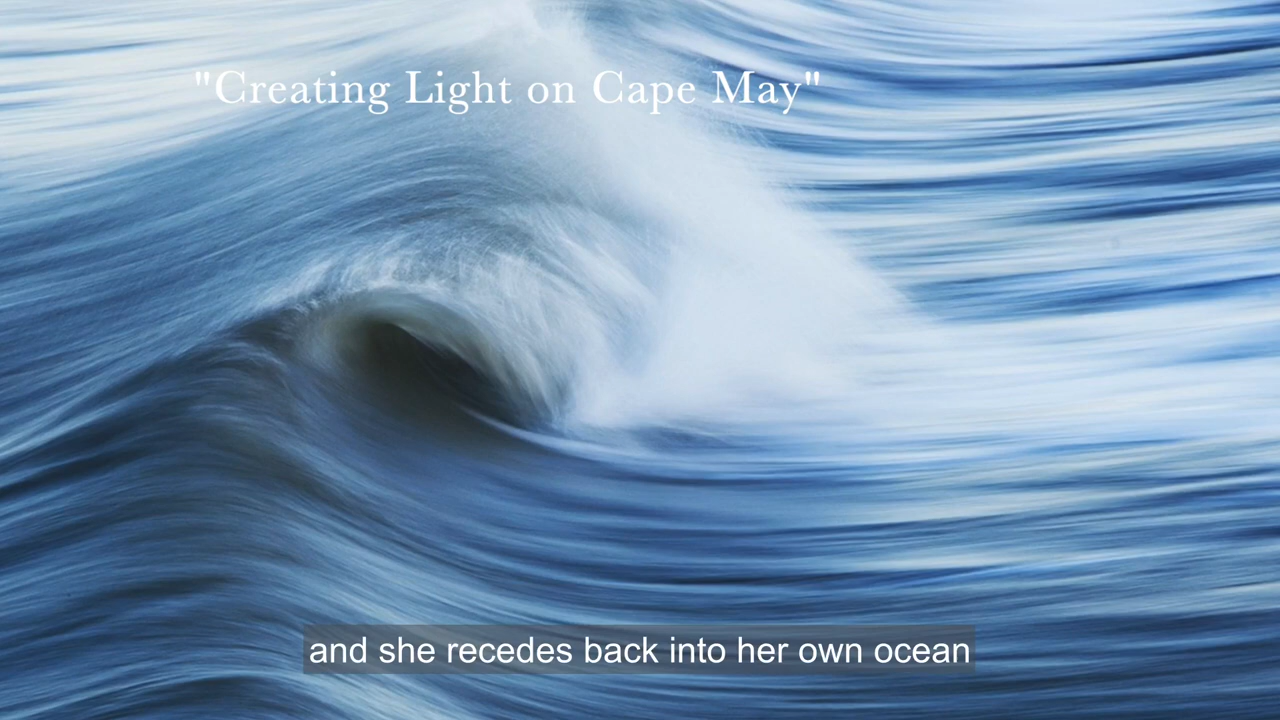 "Creating Light on Cape May"
and she recedes back into her own ocean